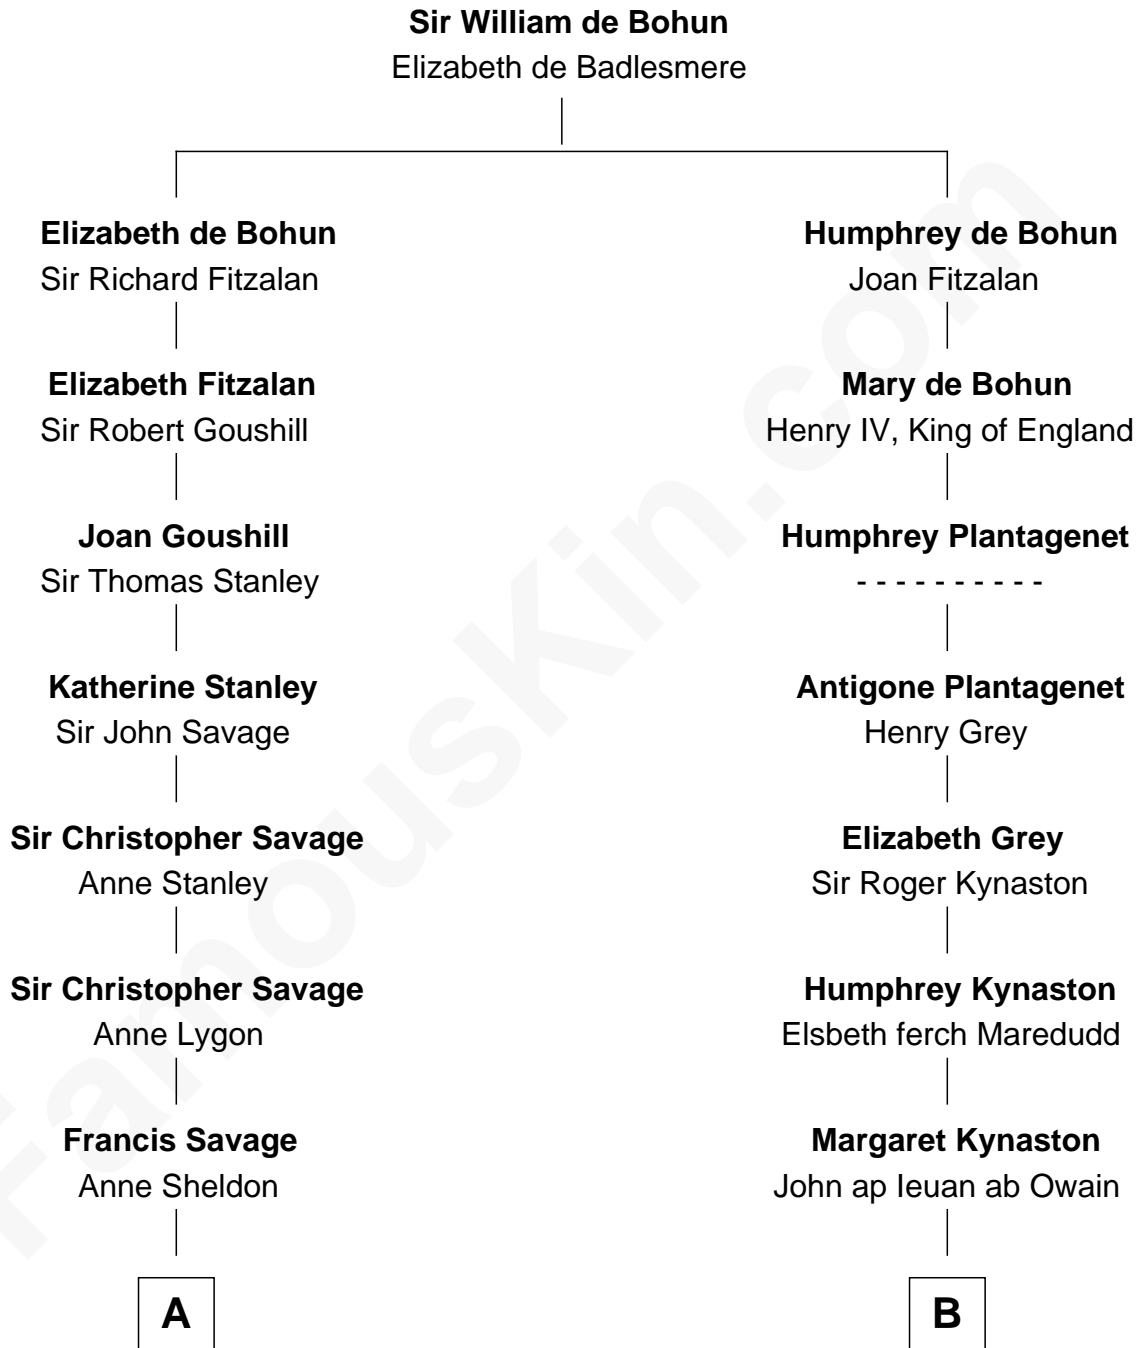 Sir William de Bohun
Elizabeth de Badlesmere
Elizabeth de Bohun
Sir Richard Fitzalan
Humphrey de Bohun
Joan Fitzalan
Elizabeth Fitzalan
Sir Robert Goushill
Mary de Bohun
Henry IV, King of England
Joan Goushill
Sir Thomas Stanley
Humphrey Plantagenet
- - - - - - - - - -
Katherine Stanley
Sir John Savage
Antigone Plantagenet
Henry Grey
Sir Christopher Savage
Anne Stanley
Elizabeth Grey
Sir Roger Kynaston
Sir Christopher Savage
Anne Lygon
Humphrey Kynaston
Elsbeth ferch Maredudd
Francis Savage
Anne Sheldon
Margaret Kynaston
John ap Ieuan ab Owain
A
B
FamousKin.com